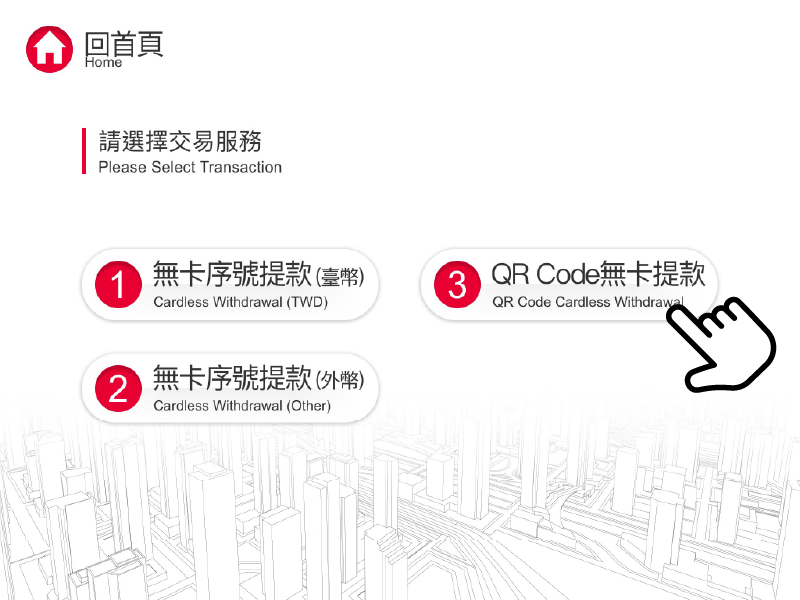 回首頁
Home
請選擇交易服務
Please Select Transaction
1 無卡序號提款(臺幣)
Cardless Withdrawal (TWD)
3 QR Code無卡提款
QR Code Cardless Withdrawal
2 無卡序號提款(外幣)
Cardless Withdrawal (Other)